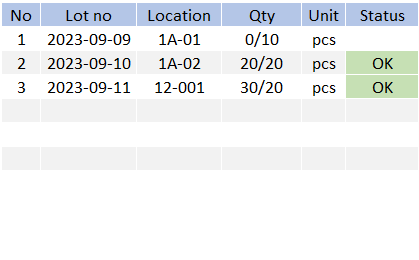 No Lot no Location Qty Unit Status
1 2023-09-09 1A-01 0/10 pcs
2 2023-09-10 1A-02 20/20 pcs OK
3 2023-09-11 12-001 30/20 pcs OK